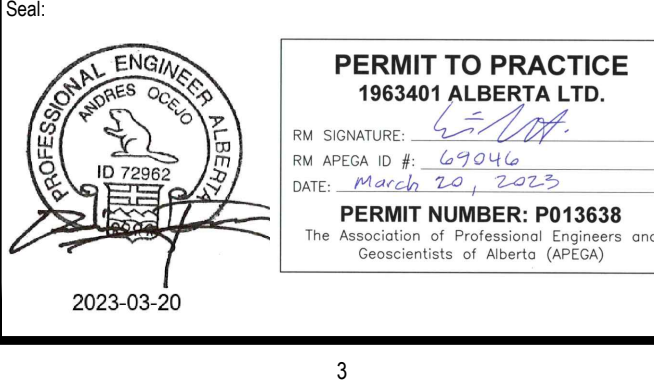 Seal:
PROFESSIONAL ENGINEER ALBERTA
ANDRES OCEJO
ID 72962
2023-03-20
PERMIT TO PRACTICE
1963401 ALBERTA LTD.
RM SIGNATURE:
RM APEGA ID #: 69046
DATE: March 20, 2023
PERMIT NUMBER: P013638
The Association of Professional Engineers and
Geoscientists of Alberta (APEGA)
3